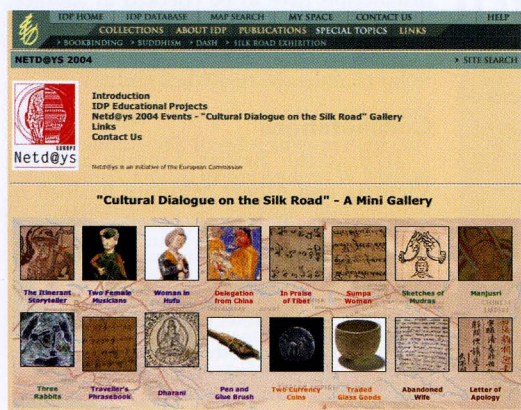 IDP HOME IDP DATABASE MAP SEARCH MY SPACE CONTACT US HELP
COLLECTIONS ABOUT IDP PUBLICATIONS SPECIAL TOPICS LINKS
> BOOKBINDING > BUDDHISM > DASH > SILK ROAD EXHIBITION
NETD@YS 2004 > SITE SEARCH
Introduction
IDP Educational Projects
Netd@ys 2004 Events - "Cultural Dialogue on the Silk Road" Gallery
Links
Contact Us
EUROPE
Netd@ys
Netd@ys is an initiative of the European Commission
"Cultural Dialogue on the Silk Road" - A Mini Gallery
The Itinerant Storyteller
Two Female Musicians
Woman in Hufu
Delegation from China
In Praise of Tibet
Sumpa Women
Sketches of Mudras
Manjusri
Three Rabbits
Traveller's Phrasebook
Dharani
Pen and Glue Brush
Two Currency Coins
Traded Glass Goods
Abandoned Wife
Letter of Apology